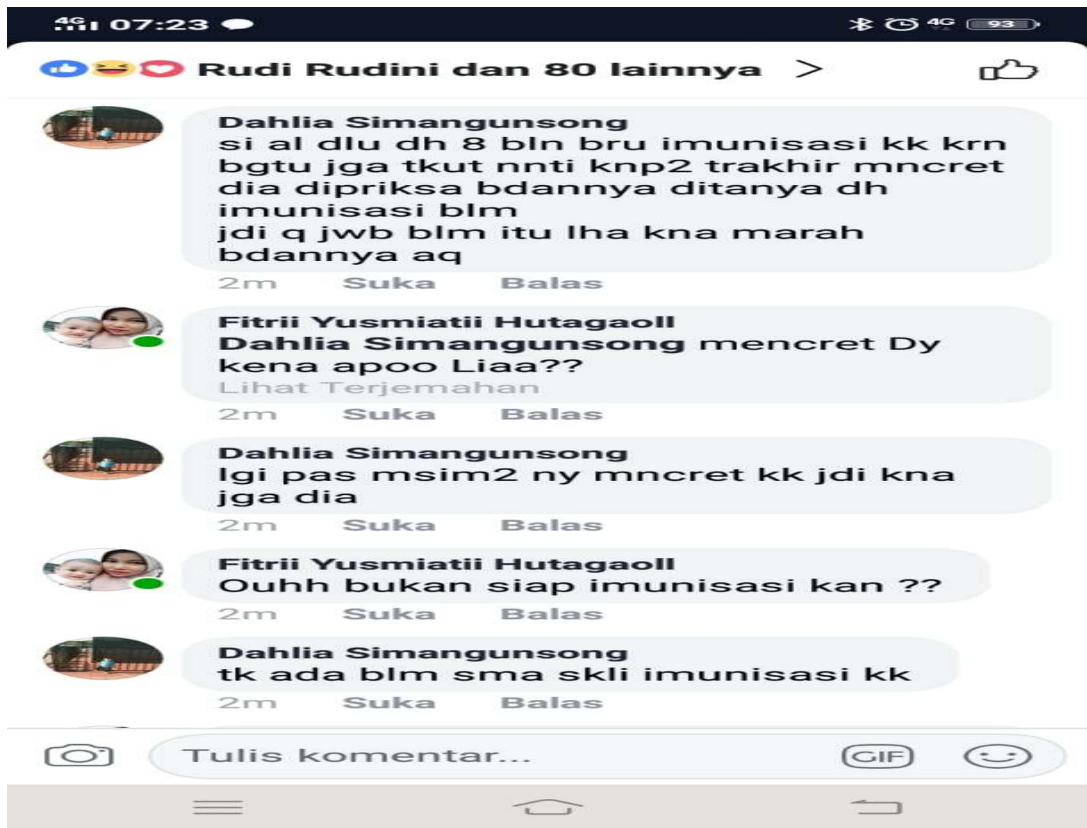 4G 07:23 4G 93
Rudi Rudini dan 80 lainnya >
Dahlia Simangunsong
si al dlu dh 8 bln bru imunisasi kk krn
bgtu jga tkut nnti knp2 trakhir mncret
dia dipriksa bdannya ditanya dh
imunisasi blm
jdi q jwb blm itu lha kna marah
bdannya aq
2m Suka Balas
Fitrii Yusmiatii Hutagaoll
Dahlia Simangunsong mencret Dy
kena apoo Liaa??
Lihat Terjemahan
2m Suka Balas
Dahlia Simangunsong
lgi pas msim2 ny mncret kk jdi kna
jga dia
2m Suka Balas
Fitrii Yusmiatii Hutagaoll
Ouhh bukan siap imunisasi kan ??
2m Suka Balas
Dahlia Simangunsong
tk ada blm sma skli imunisasi kk
2m Suka Balas
Tulis komentar... GIF